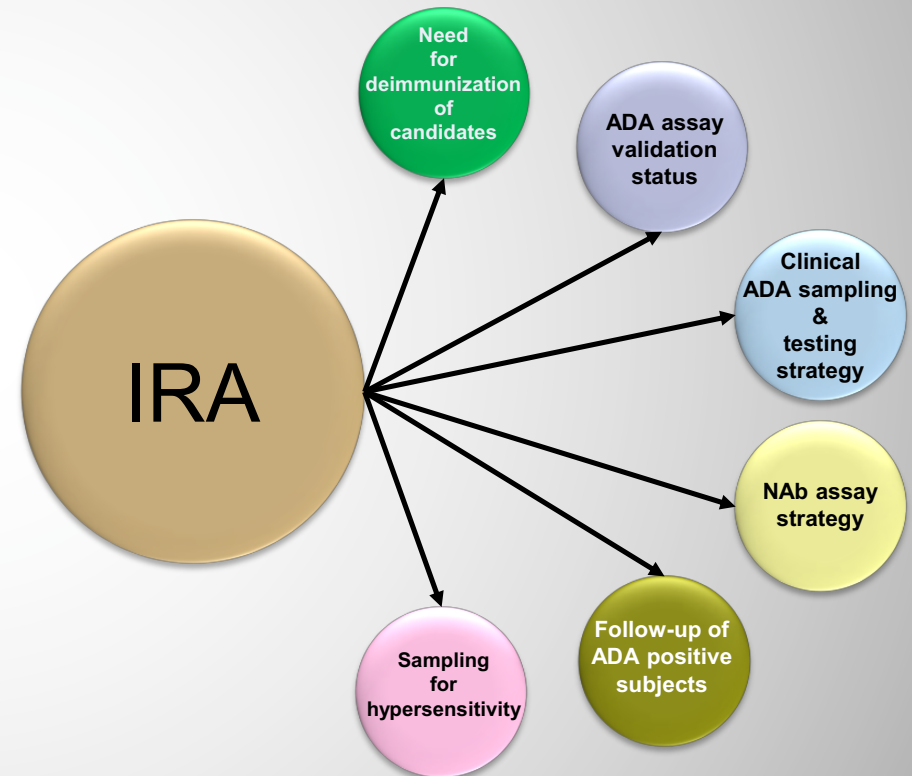 Need
for
deimmunization
of
candidates
ADA assay
validation
status
Clinical
ADA sampling
&
testing
strategy
IRA
NAb assay
strategy
Follow-up of
ADA positive
subjects
Sampling
for
hypersensitivity